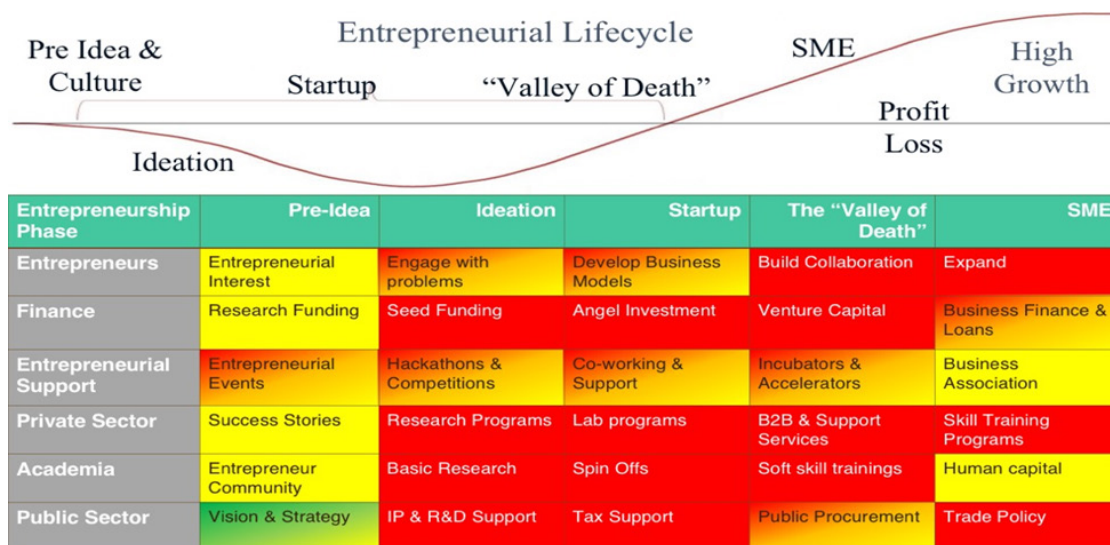 Entrepreneurial Lifecycle
Pre Idea &
Culture
Startup
“Valley of Death”
SME
High
Growth
Profit
Loss
Ideation
Entrepreneurship
Phase
Pre-Idea
Ideation
Startup
The “Valley of
Death”
SME
Entrepreneurs
Entrepreneurial
Interest
Engage with
problems
Develop Business
Models
Build Collaboration
Expand
Finance
Research Funding
Seed Funding
Angel Investment
Venture Capital
Business Finance &
Loans
Entrepreneurial
Support
Entrepreneurial
Events
Hackathons &
Competitions
Co-working &
Support
Incubators &
Accelerators
Business
Association
Private Sector
Success Stories
Research Programs
Lab programs
B2B & Support
Services
Skill Training
Programs
Academia
Entrepreneur
Community
Basic Research
Spin Offs
Soft skill trainings
Human capital
Public Sector
Vision & Strategy
IP & R&D Support
Tax Support
Public Procurement
Trade Policy